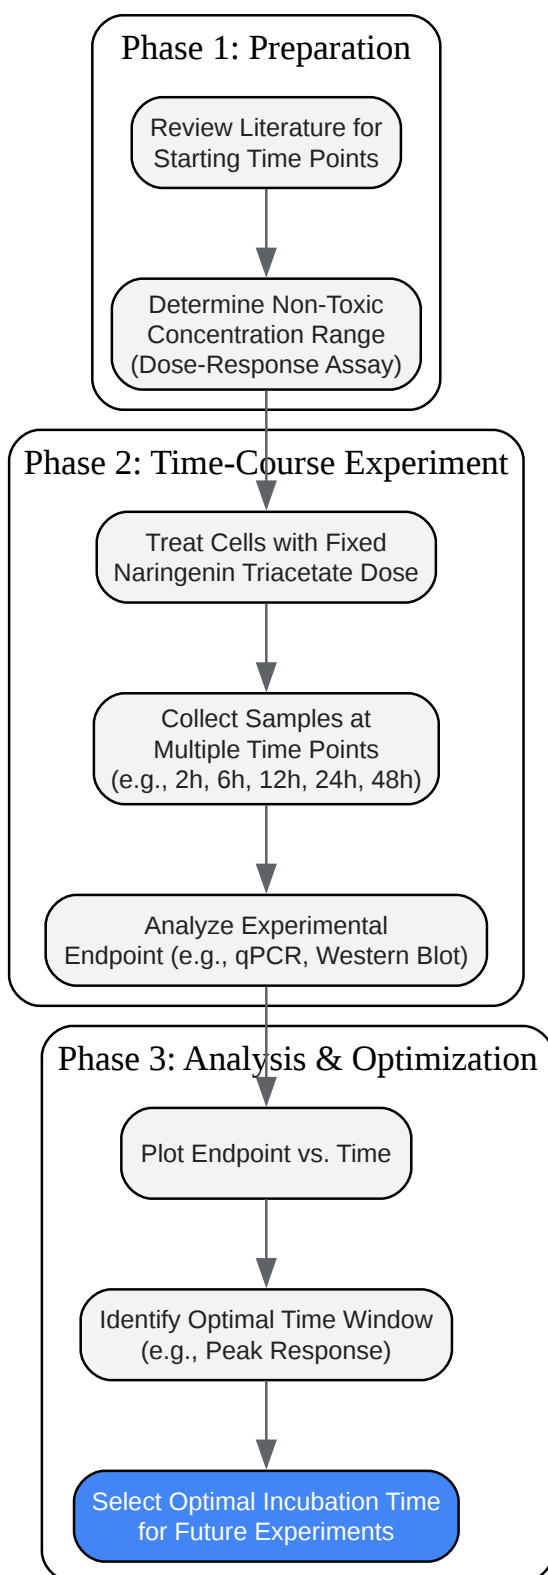 Phase 1: Preparation
Review Literature for
Starting Time Points
Determine Non-Toxic
Concentration Range
(Dose-Response Assay)
Phase 2: Time-Course Experiment
Treat Cells with Fixed
Naringenin Triacetate Dose
Collect Samples at
Multiple Time Points
(e.g., 2h, 6h, 12h, 24h, 48h)
Analyze Experimental
Endpoint (e.g., qPCR, Western Blot)
Phase 3: Analysis & Optimization
Plot Endpoint vs. Time
Identify Optimal Time Window
(e.g., Peak Response)
Select Optimal Incubation Time
for Future Experiments